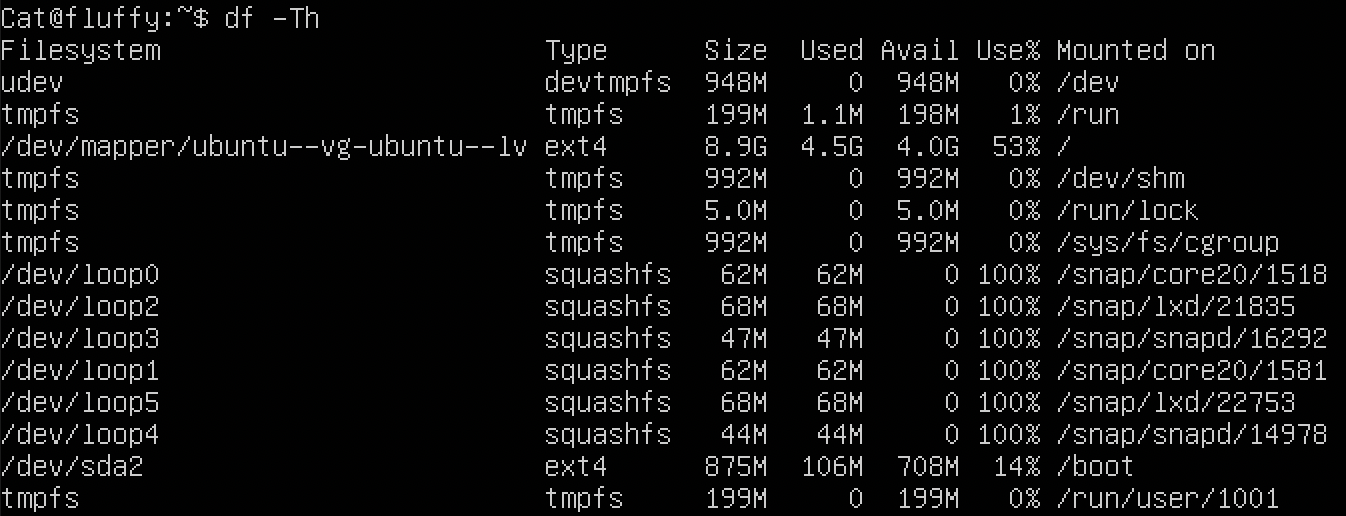 Cat@fluffy:~$ df -Th
Filesystem                        Type      Size  Used Avail Use% Mounted on
udev                              devtmpfs  948M     0  948M   0% /dev
tmpfs                             tmpfs     199M  1.1M  198M   1% /run
/dev/mapper/ubuntu--vg-ubuntu--lv ext4      8.9G  4.5G  4.0G  53% /
tmpfs                             tmpfs     992M     0  992M   0% /dev/shm
tmpfs                             tmpfs     5.0M     0  5.0M   0% /run/lock
tmpfs                             tmpfs     992M     0  992M   0% /sys/fs/cgroup
/dev/loop0                        squashfs   62M   62M     0 100% /snap/core20/1518
/dev/loop2                        squashfs   68M   68M     0 100% /snap/lxd/21835
/dev/loop3                        squashfs   47M   47M     0 100% /snap/snapd/16292
/dev/loop1                        squashfs   62M   62M     0 100% /snap/core20/1581
/dev/loop5                        squashfs   68M   68M     0 100% /snap/lxd/22753
/dev/loop4                        squashfs   44M   44M     0 100% /snap/snapd/14978
/dev/sda2                         ext4      875M  106M  708M  14% /boot
tmpfs                             tmpfs     199M     0  199M   0% /run/user/1001